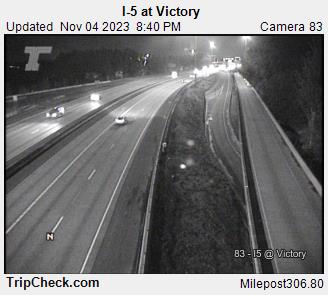 I-5 at Victory
Updated Nov 04 2023 8:40 PM Camera 83
T
N
83 - I5 @ Victory
TripCheck.com Milepost306.80